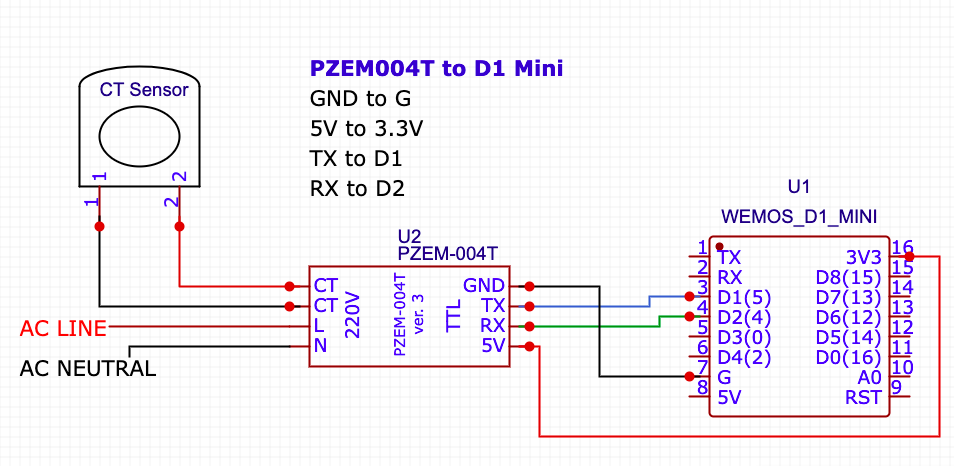 PZEM004T to D1 Mini
GND to G
5V to 3.3V
TX to D1
RX to D2
CT Sensor
1
2
1
2
U2
PZEM-004T
CT
CT
L
N
220V
PZEM-004T
ver. 3
TTL
GND
TX
RX
5V
AC LINE
AC NEUTRAL
U1
WEMOS_D1_MINI
1 TX 3V3 16
2 RX D8(15) 15
3 D1(5) D7(13) 14
4 D2(4) D6(12) 13
5 D3(0) D5(14) 12
6 D4(2) D0(16) 11
7 G A0 10
8 5V RST 9